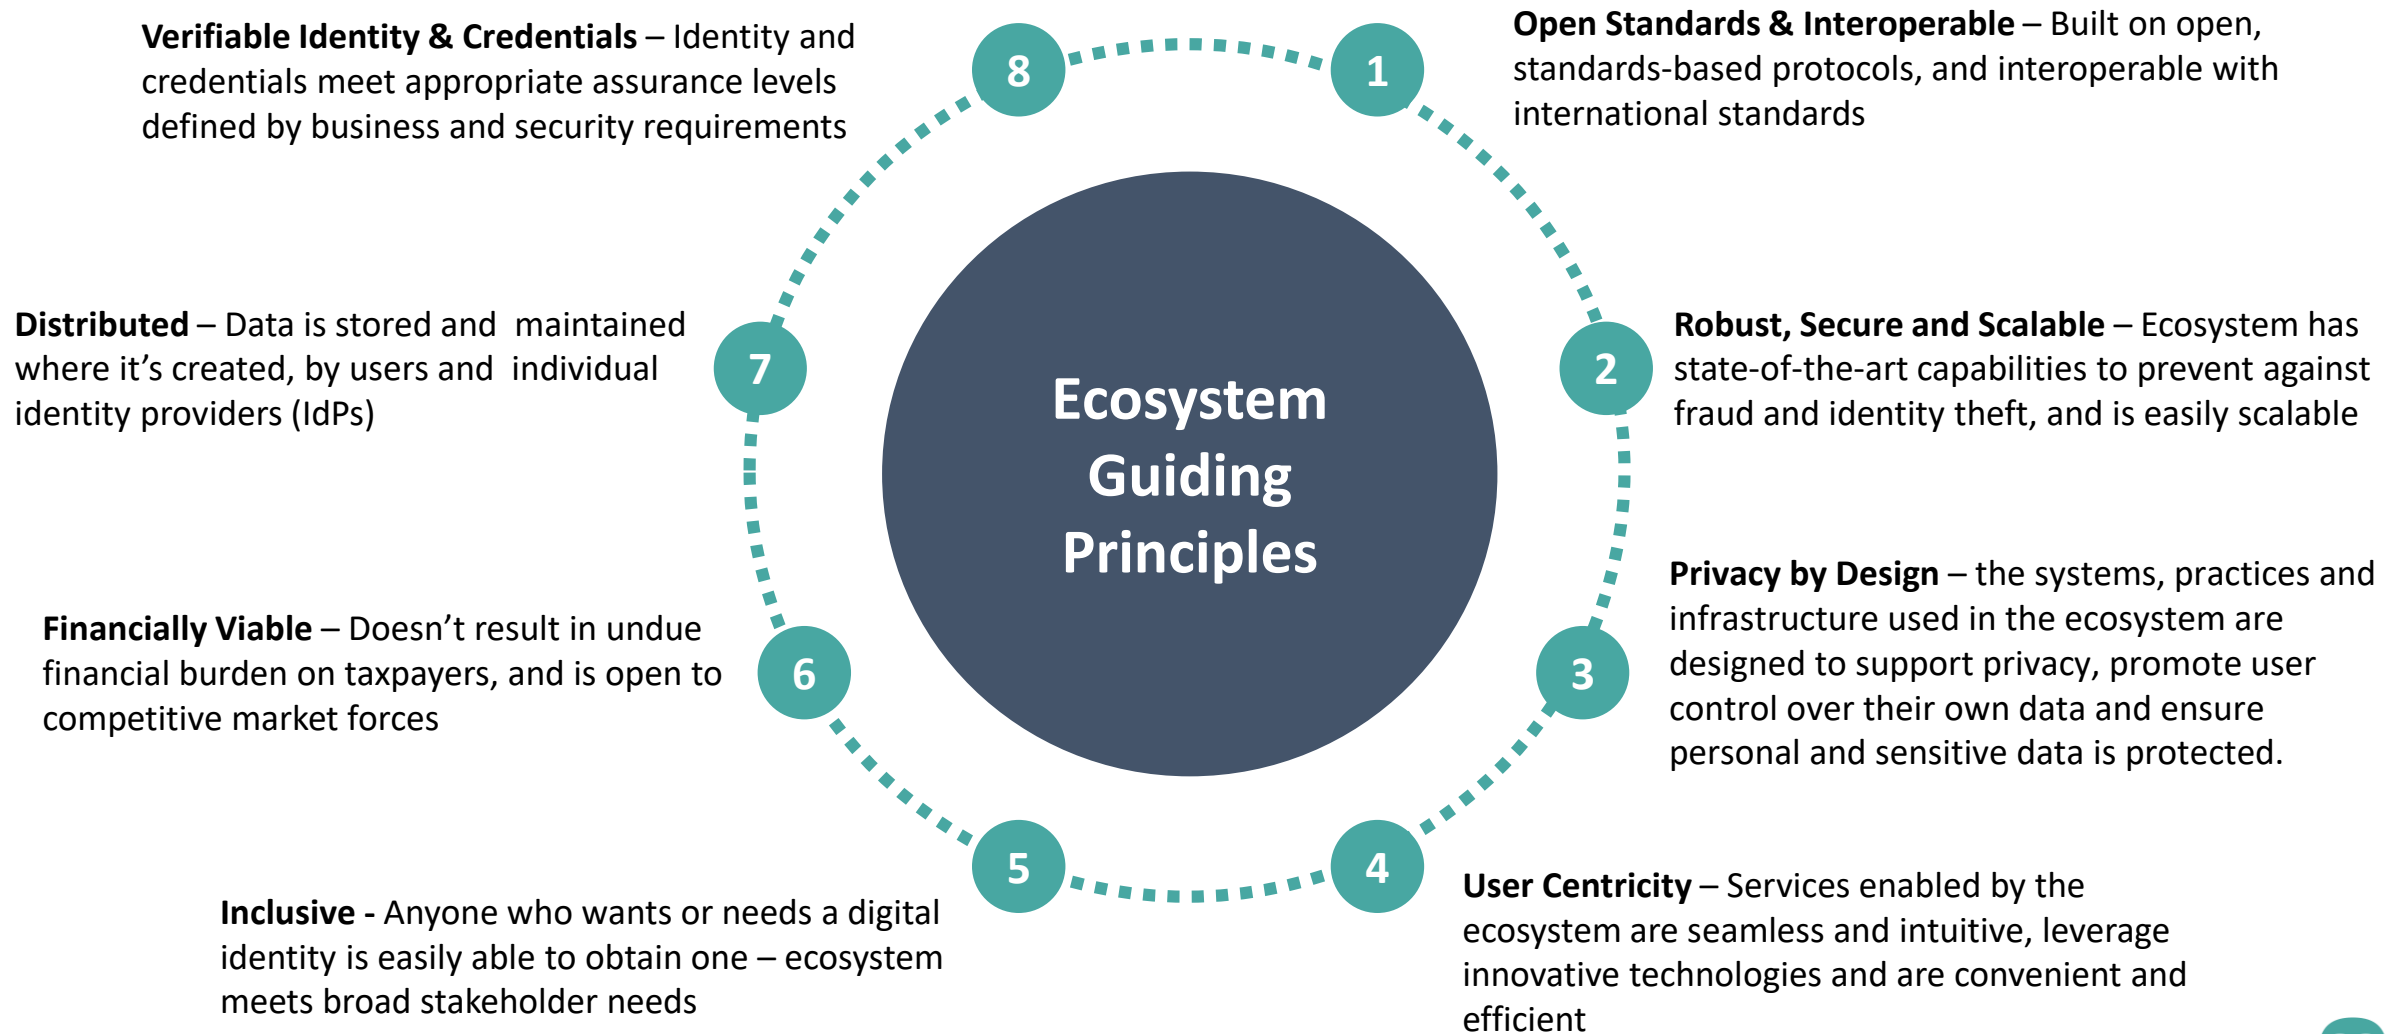 Ecosystem
Guiding
Principles
1
Open Standards & Interoperable – Built on open,
standards-based protocols, and interoperable with
international standards
2
Robust, Secure and Scalable – Ecosystem has
state-of-the-art capabilities to prevent against
fraud and identity theft, and is easily scalable
3
Privacy by Design – the systems, practices and
infrastructure used in the ecosystem are
designed to support privacy, promote user
control over their own data and ensure
personal and sensitive data is protected.
4
User Centricity – Services enabled by the
ecosystem are seamless and intuitive, leverage
innovative technologies and are convenient and
efficient
5
Inclusive - Anyone who wants or needs a digital
identity is easily able to obtain one – ecosystem
meets broad stakeholder needs
6
Financially Viable – Doesn’t result in undue
financial burden on taxpayers, and is open to
competitive market forces
7
Distributed – Data is stored and  maintained
where it’s created, by users and  individual
identity providers (IdPs)
8
Verifiable Identity & Credentials – Identity and
credentials meet appropriate assurance levels
defined by business and security requirements